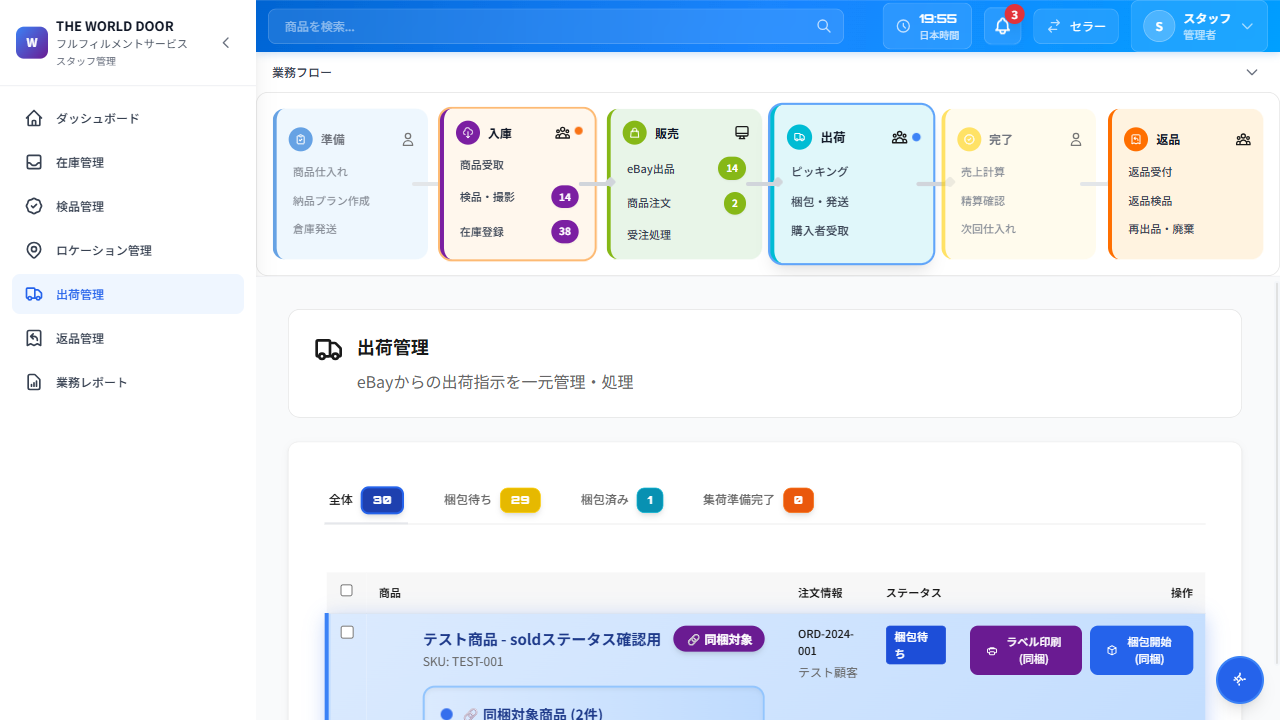 W
THE WORLD DOOR
フルフィルメントサービス
スタッフ管理
ダッシュボード
在庫管理
検品管理
ロケーション管理
出荷管理
返品管理
業務レポート
商品を検索...
19:55
日本時間
3
セラー
S
スタッフ
管理者
業務フロー
準備
商品仕入れ
納品プラン作成
倉庫発送
入庫
商品受取
検品・撮影 14
在庫登録 38
販売
eBay出品 14
商品注文 2
受注処理
出荷
ピッキング
梱包・発送
購入者受取
完了
売上計算
精算確認
次回仕入れ
返品
返品受付
返品検品
再出品・廃棄
出荷管理
eBayからの出荷指示を一元管理・処理
全体 30 梱包待ち 29 梱包済み 1 集荷準備完了 0
商品 注文情報 ステータス 操作
テスト商品 - soldステータス確認用 同梱対象
SKU: TEST-001
同梱対象商品 (2件)
ORD-2024-
001
テスト顧客
梱包待
ち
ラベル印刷
(同梱)
梱包開始
(同梱)